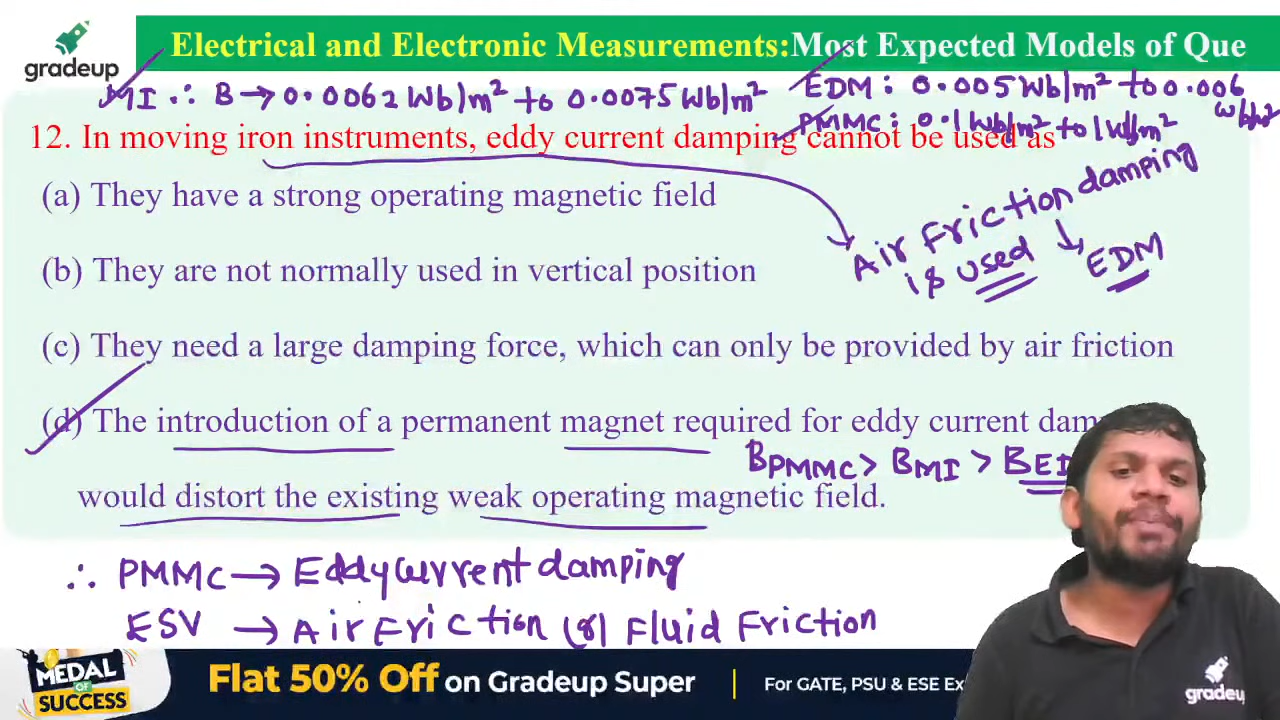 gradeup
Electrical and Electronic Measurements:Most Expected Models of Que
MI ∴ B → 0.0062 Wb/m² to 0.0075 Wb/m²
EDM : 0.005 Wb/m² to 0.006 Wb/m²
PMMC : 0.1 Wb/m² to 1 Wb/m²
12. In moving iron instruments, eddy current damping cannot be used as
(a) They have a strong operating magnetic field
Air Friction damping
is used
→ EDM
(b) They are not normally used in vertical position
(c) They need a large damping force, which can only be provided by air friction
(d) The introduction of a permanent magnet required for eddy current dam
BPMMC > BMI > BED
would distort the existing weak operating magnetic field.
∴ PMMC → Eddy current damping
ESV → Air Friction (or) Fluid Friction
MEDAL OF SUCCESS
Flat 50% Off on Gradeup Super | For GATE, PSU & ESE Ex
gradeup